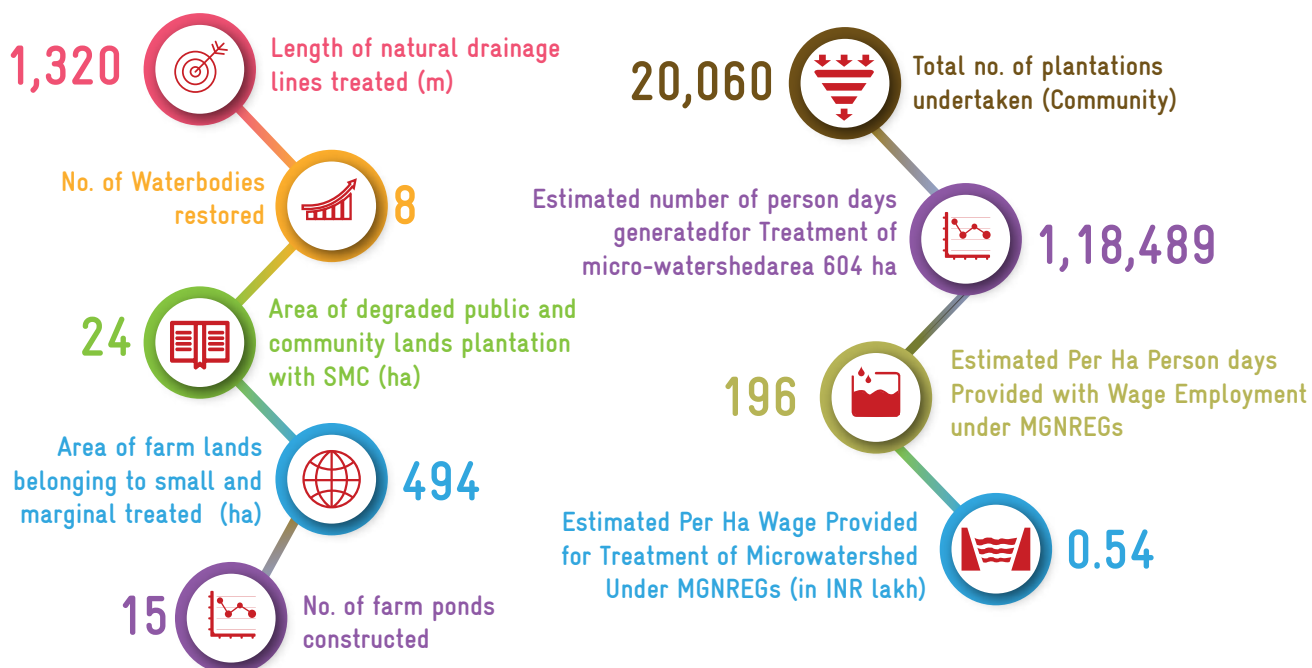 1,320
Length of natural drainage
lines treated (m)
No. of Waterbodies
restored
8
24
Area of degraded public and
community lands plantation
with SMC (ha)
Area of farm lands
belonging to small and
marginal treated (ha)
494
15
No. of farm ponds
constructed
20,060
Total no. of plantations
undertaken (Community)
Estimated number of person days
generatedfor Treatment of
micro-watershedarea 604 ha
1,18,489
196
Estimated Per Ha Person days
Provided with Wage Employment
under MGNREGs
Estimated Per Ha Wage Provided
for Treatment of Microwatershed
Under MGNREGs (in INR lakh)
0.54